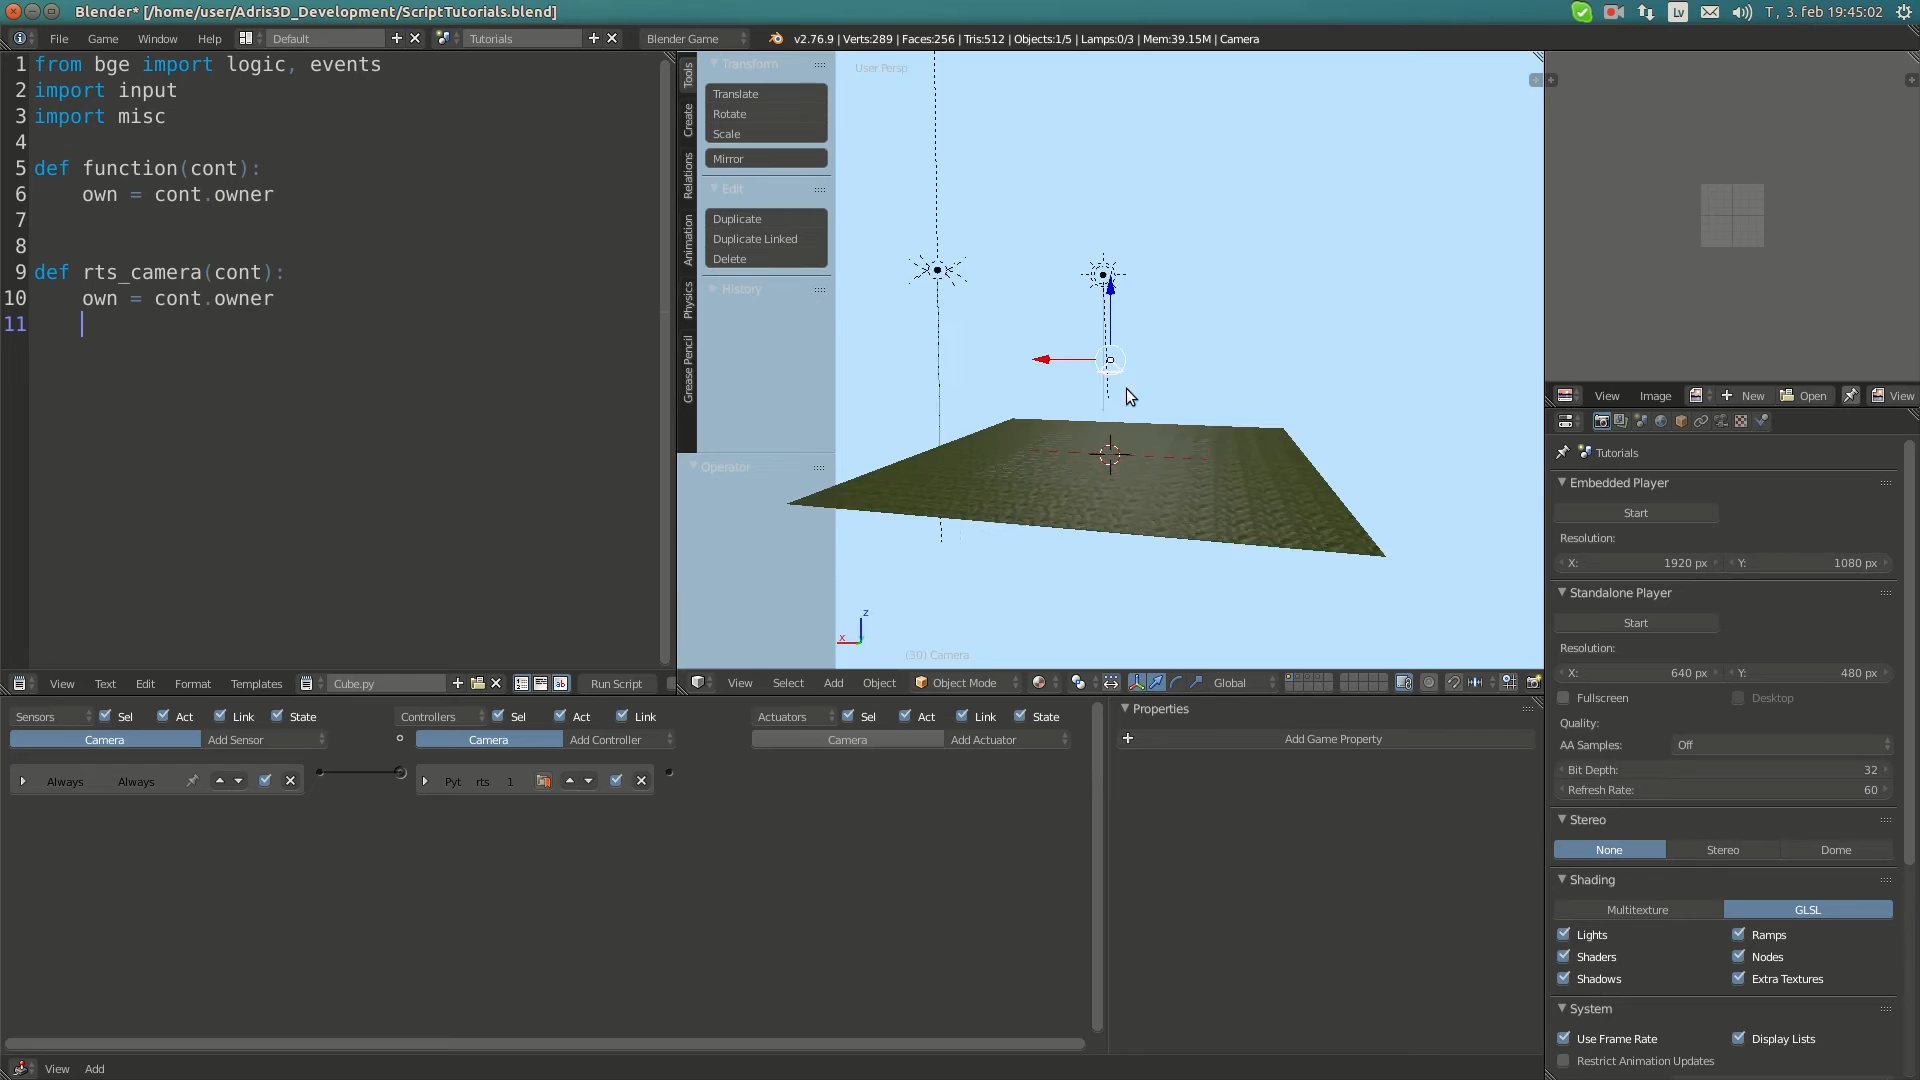 Blender* [/home/user/Adris3D_Development/ScriptTutorials.blend]
Lv
T , 3. feb 19:45:02
File Game Window Help Default Tutorials Blender Game v2.76.9 | Verts:289 | Faces:256 | Tris:512 | Objects:1/5 | Lamps:0/3 | Mem:39.15M | Camera
1 from bge import logic, events
2 import input
3 import misc
4
5 def function(cont):
6 own = cont.owner
7
8
9 def rts_camera(cont):
10 own = cont.owner
11
View Text Edit Format Templates Cube.py Run Script
Tools
Create
Relations
Animation
Physics
Grease Pencil
Transform
Translate
Rotate
Scale
Mirror
Edit
Duplicate
Duplicate Linked
Delete
History
Operator
User Persp
z
x
(30) Camera
View Select Add Object Object Mode Global
View Image New Open View
Tutorials
Embedded Player
Start
Resolution:
X: 1920 px Y: 1080 px
Standalone Player
Start
Resolution:
X: 640 px Y: 480 px
Fullscreen Desktop
Quality:
AA Samples: Off
Bit Depth: 32
Refresh Rate: 60
Stereo
None Stereo Dome
Shading
Multitexture GLSL
Lights Ramps
Shaders Nodes
Shadows Extra Textures
System
Use Frame Rate Display Lists
Restrict Animation Updates
Sensors Sel Act Link State Controllers Sel Act Link Actuators Sel Act Link State
Camera Add Sensor Camera Add Controller Camera Add Actuator
Always Always Pyt rts 1
Properties
Add Game Property
View Add